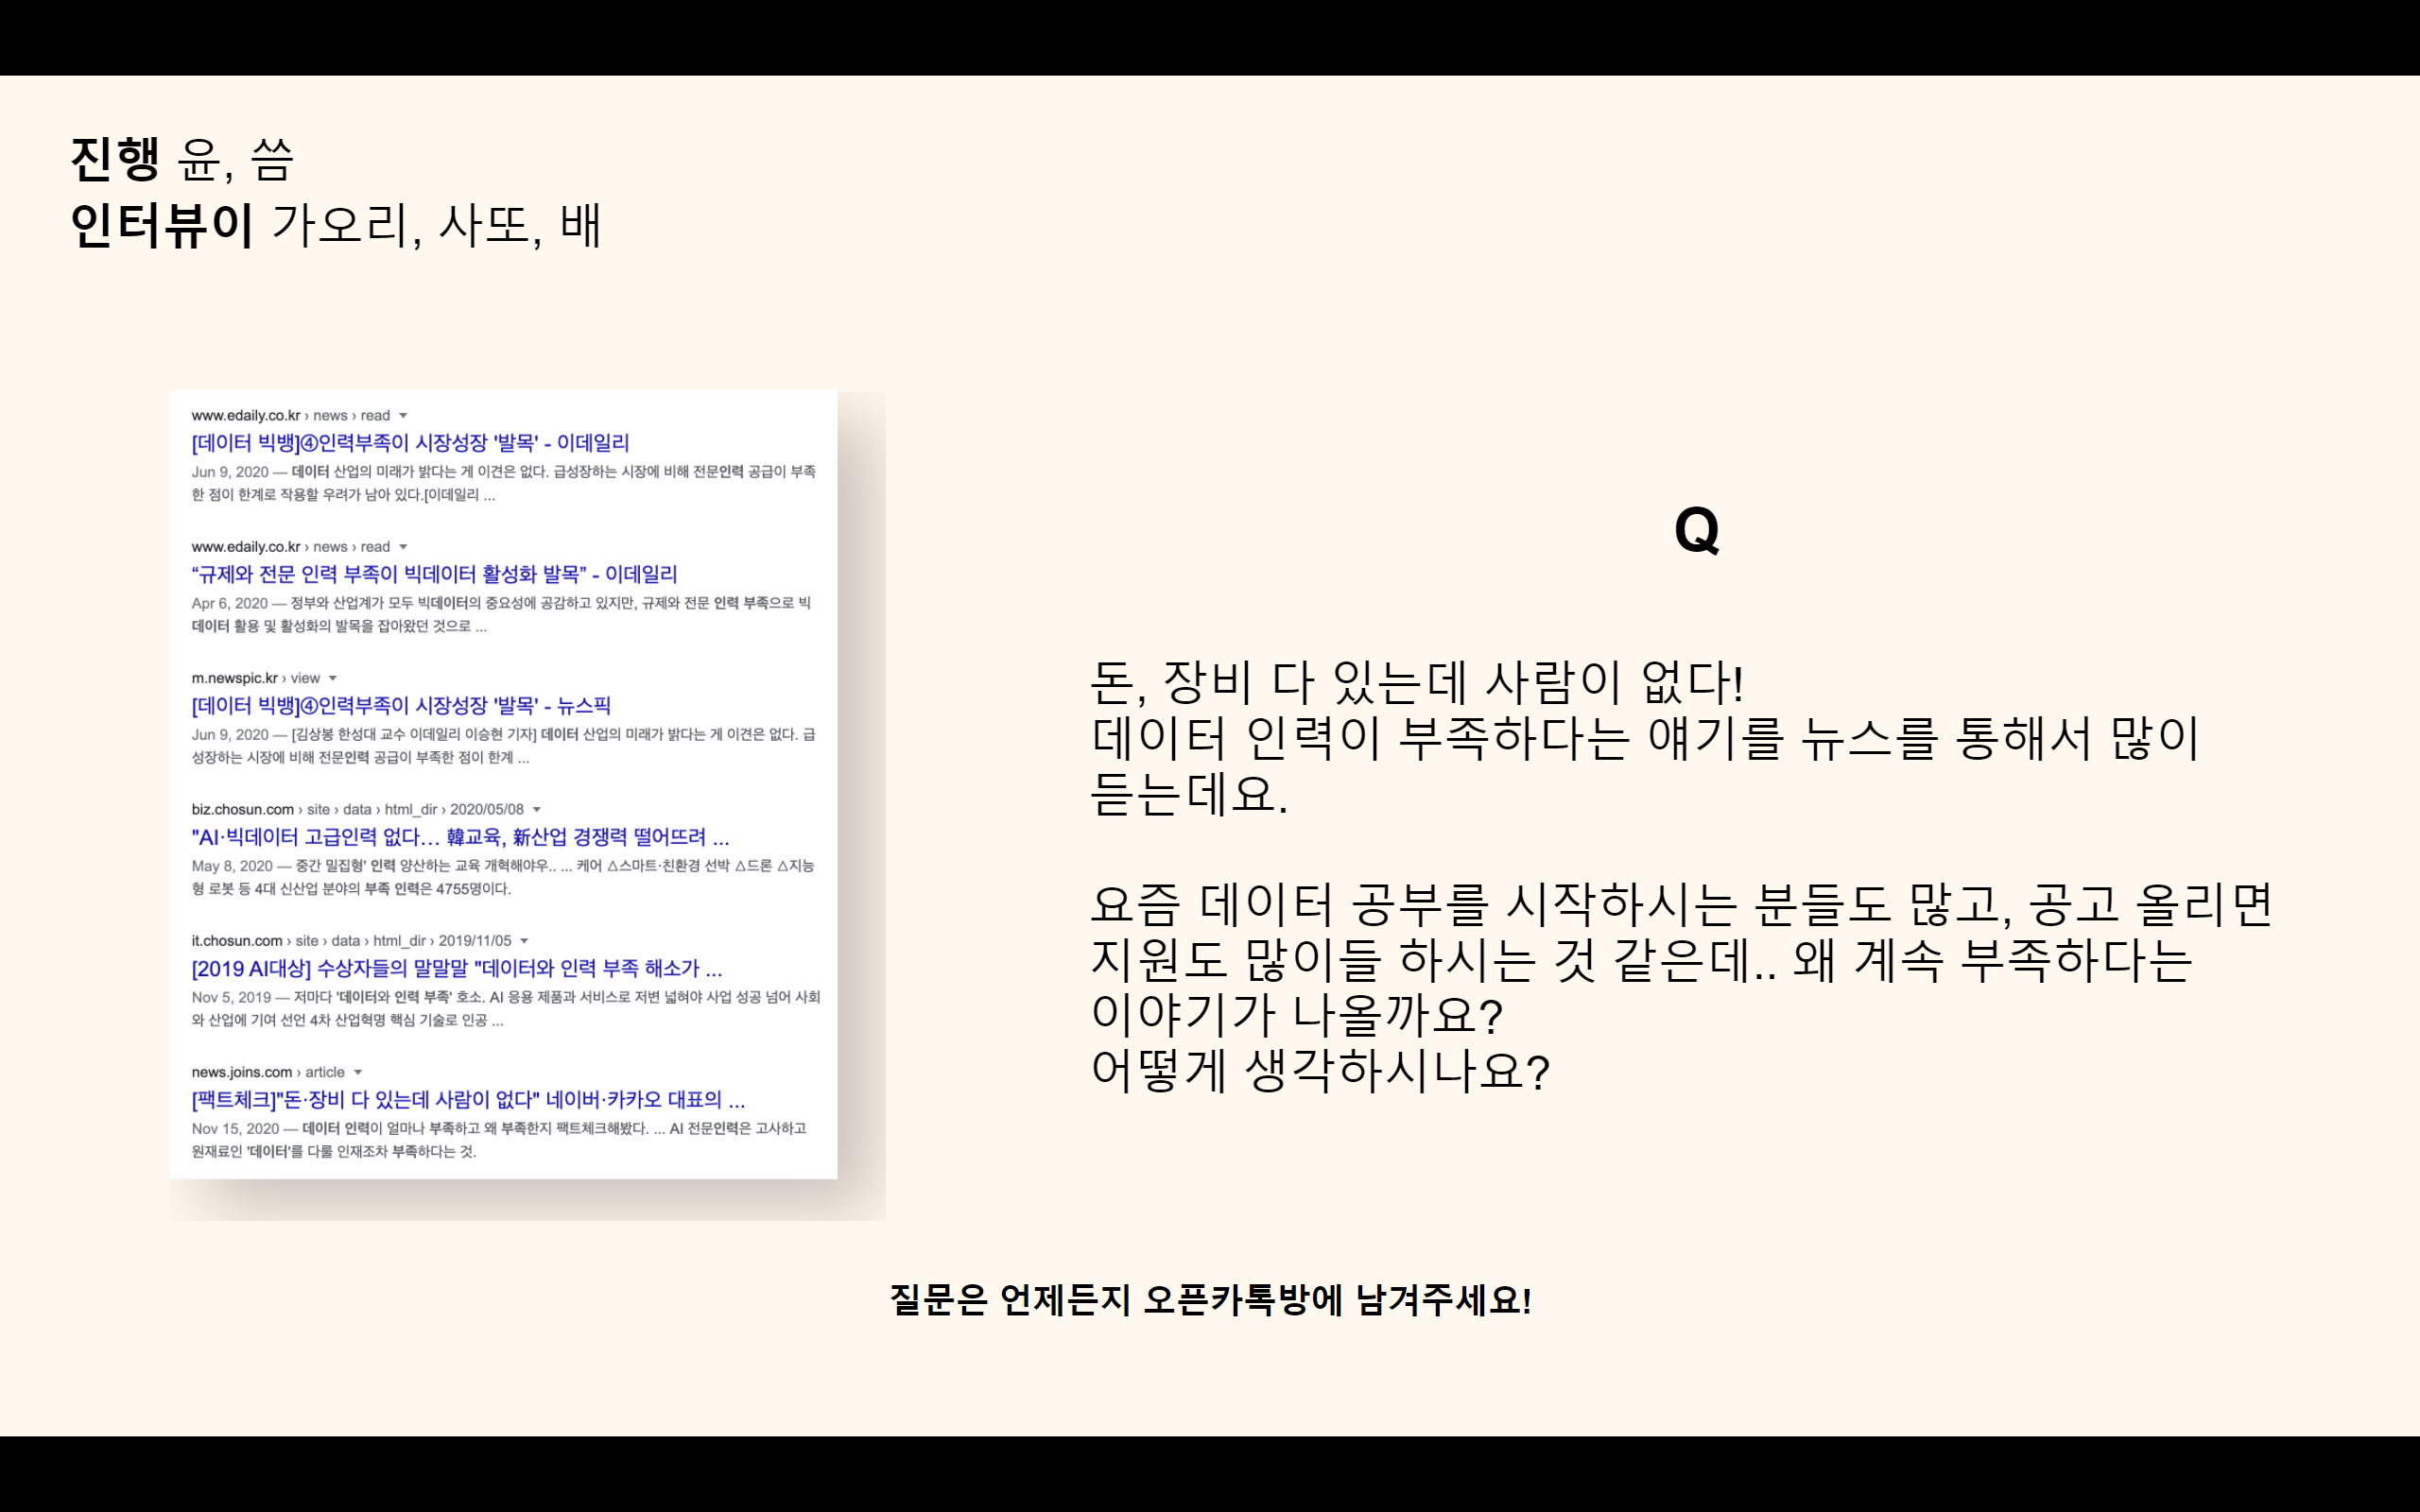 진행 윤, 씀
인터뷰이 가오리, 사또, 배
www.edaily.co.kr › news › read
[데이터 빅뱅]④인력부족이 시장성장 '발목' - 이데일리
Jun 9, 2020 — 데이터 산업의 미래가 밝다는 게 이견은 없다. 급성장하는 시장에 비해 전문인력 공급이 부족
한 점이 한계로 작용할 우려가 남아 있다.[이데일리 ...
www.edaily.co.kr › news › read
“규제와 전문 인력 부족이 빅데이터 활성화 발목” - 이데일리
Apr 6, 2020 — 정부와 산업계가 모두 빅데이터의 중요성에 공감하고 있지만, 규제와 전문 인력 부족으로 빅
데이터 활용 및 활성화의 발목을 잡아왔던 것으로 ...
m.newspic.kr › view
[데이터 빅뱅]④인력부족이 시장성장 '발목' - 뉴스픽
Jun 9, 2020 — [김상봉 한성대 교수 이데일리 이승현 기자] 데이터 산업의 미래가 밝다는 게 이견은 없다. 급
성장하는 시장에 비해 전문인력 공급이 부족한 점이 한계 ...
biz.chosun.com › site › data › html_dir › 2020/05/08
"AI·빅데이터 고급인력 없다... 韓교육, 新산업 경쟁력 떨어뜨려 ...
May 8, 2020 — 중간 밀집형' 인력 양산하는 교육 개혁해야우.. ... 케어 △스마트·친환경 선박 △드론 △지능
형 로봇 등 4대 신산업 분야의 부족 인력은 4755명이다.
it.chosun.com › site › data › html_dir › 2019/11/05
[2019 AI대상] 수상자들의 말말말 "데이터와 인력 부족 해소가 ...
Nov 5, 2019 — 저마다 '데이터와 인력 부족' 호소. AI 응용 제품과 서비스로 저변 넓혀야 사업 성공 넘어 사회
와 산업에 기여 선언 4차 산업혁명 핵심 기술로 인공 ...
news.joins.com › article
[팩트체크]"돈·장비 다 있는데 사람이 없다" 네이버·카카오 대표의 ...
Nov 15, 2020 — 데이터 인력이 얼마나 부족하고 왜 부족한지 팩트체크해봤다. ... AI 전문인력은 고사하고
원재료인 '데이터'를 다룰 인재조차 부족하다는 것.
Q
돈, 장비 다 있는데 사람이 없다!
데이터 인력이 부족하다는 얘기를 뉴스를 통해서 많이
듣는데요.
요즘 데이터 공부를 시작하시는 분들도 많고, 공고 올리면
지원도 많이들 하시는 것 같은데.. 왜 계속 부족하다는
이야기가 나올까요?
어떻게 생각하시나요?
질문은 언제든지 오픈카톡방에 남겨주세요!